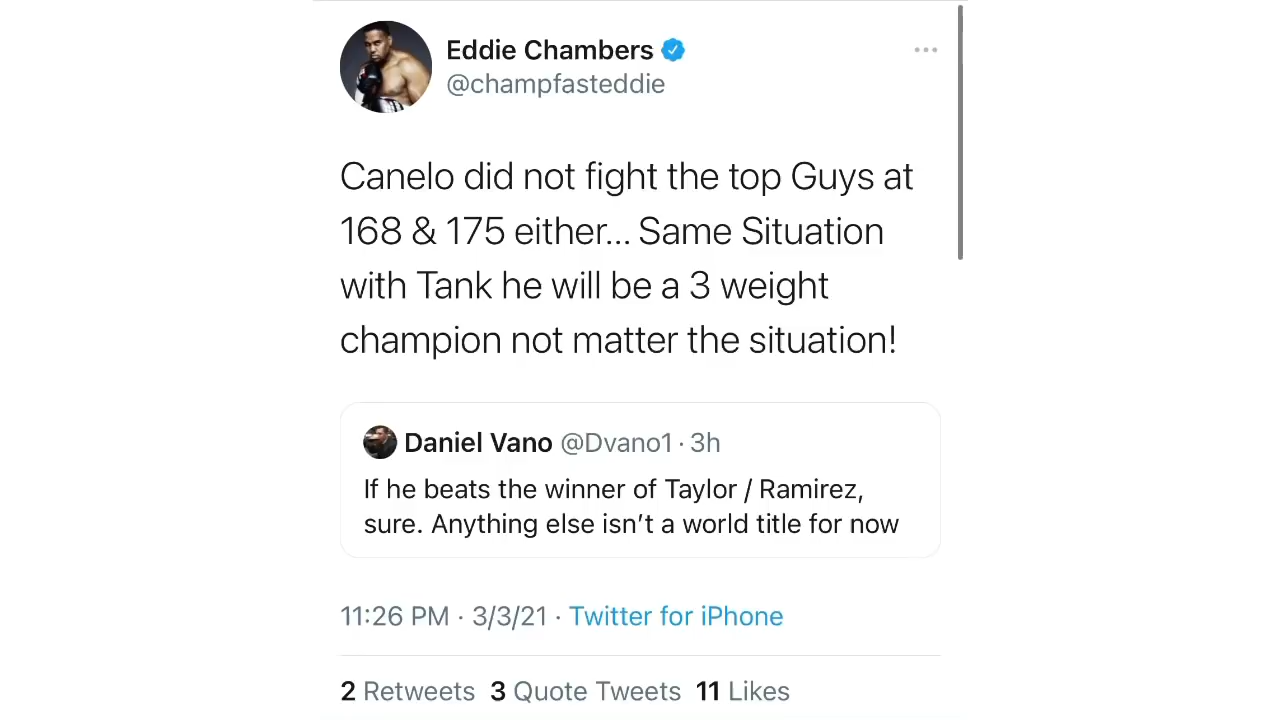 Eddie Chambers
@champfasteddie
Canelo did not fight the top Guys at
168 & 175 either... Same Situation
with Tank he will be a 3 weight
champion not matter the situation!
Daniel Vano @Dvano1 · 3h
If he beats the winner of Taylor / Ramirez,
sure. Anything else isn't a world title for now
11:26 PM · 3/3/21 · Twitter for iPhone
2 Retweets 3 Quote Tweets 11 Likes